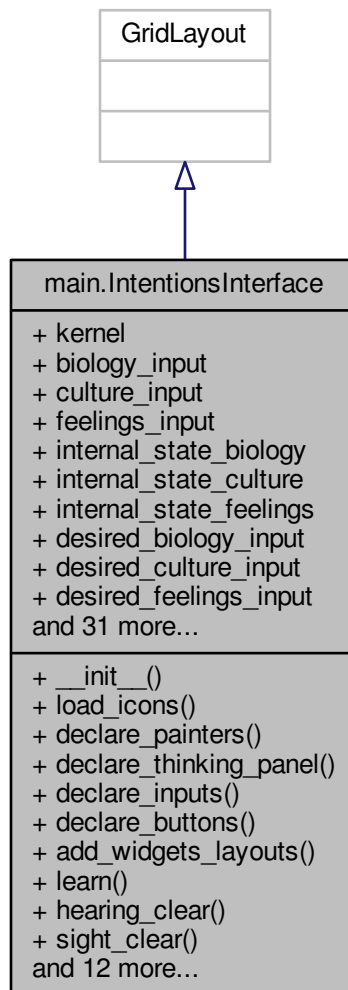 GridLayout
main.IntentionsInterface
+ kernel
+ biology_input
+ culture_input
+ feelings_input
+ internal_state_biology
+ internal_state_culture
+ internal_state_feelings
+ desired_biology_input
+ desired_culture_input
+ desired_feelings_input
and 31 more...
+ __init__()
+ load_icons()
+ declare_painters()
+ declare_thinking_panel()
+ declare_inputs()
+ declare_buttons()
+ add_widgets_layouts()
+ learn()
+ hearing_clear()
+ sight_clear()
and 12 more...